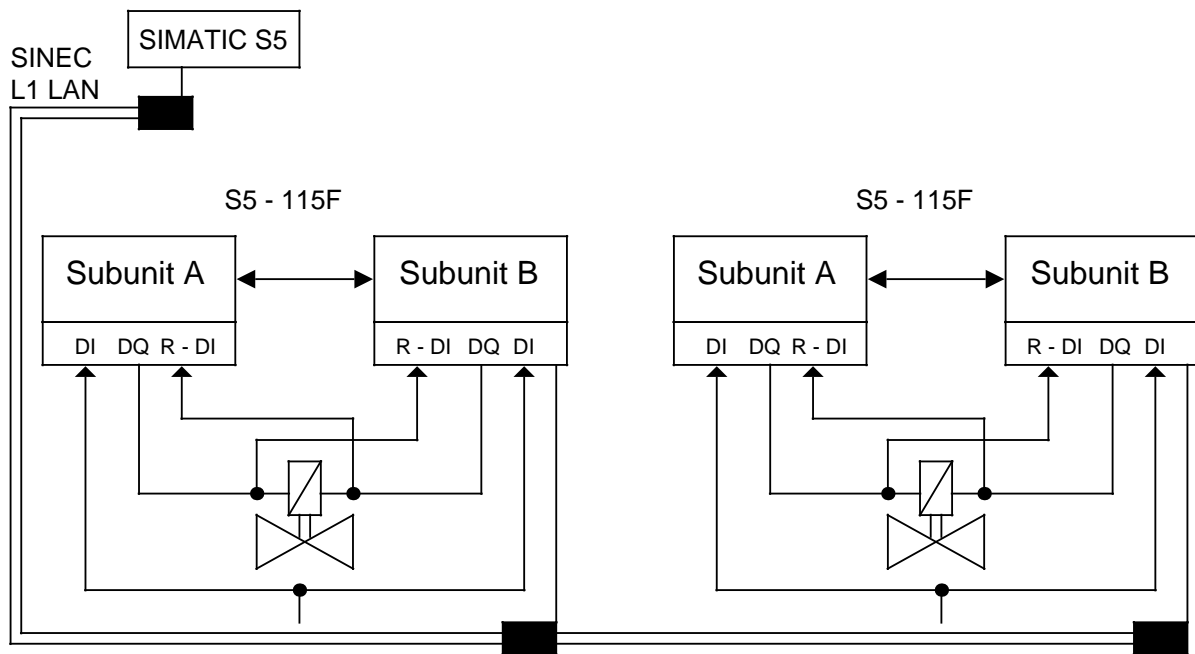 SIMATIC S5
SINEC
L1 LAN
S5 - 115F
S5 - 115F
Subunit A
Subunit B
Subunit A
Subunit B
DI DQ R - DI
R - DI DQ DI
DI DQ R - DI
R - DI DQ DI